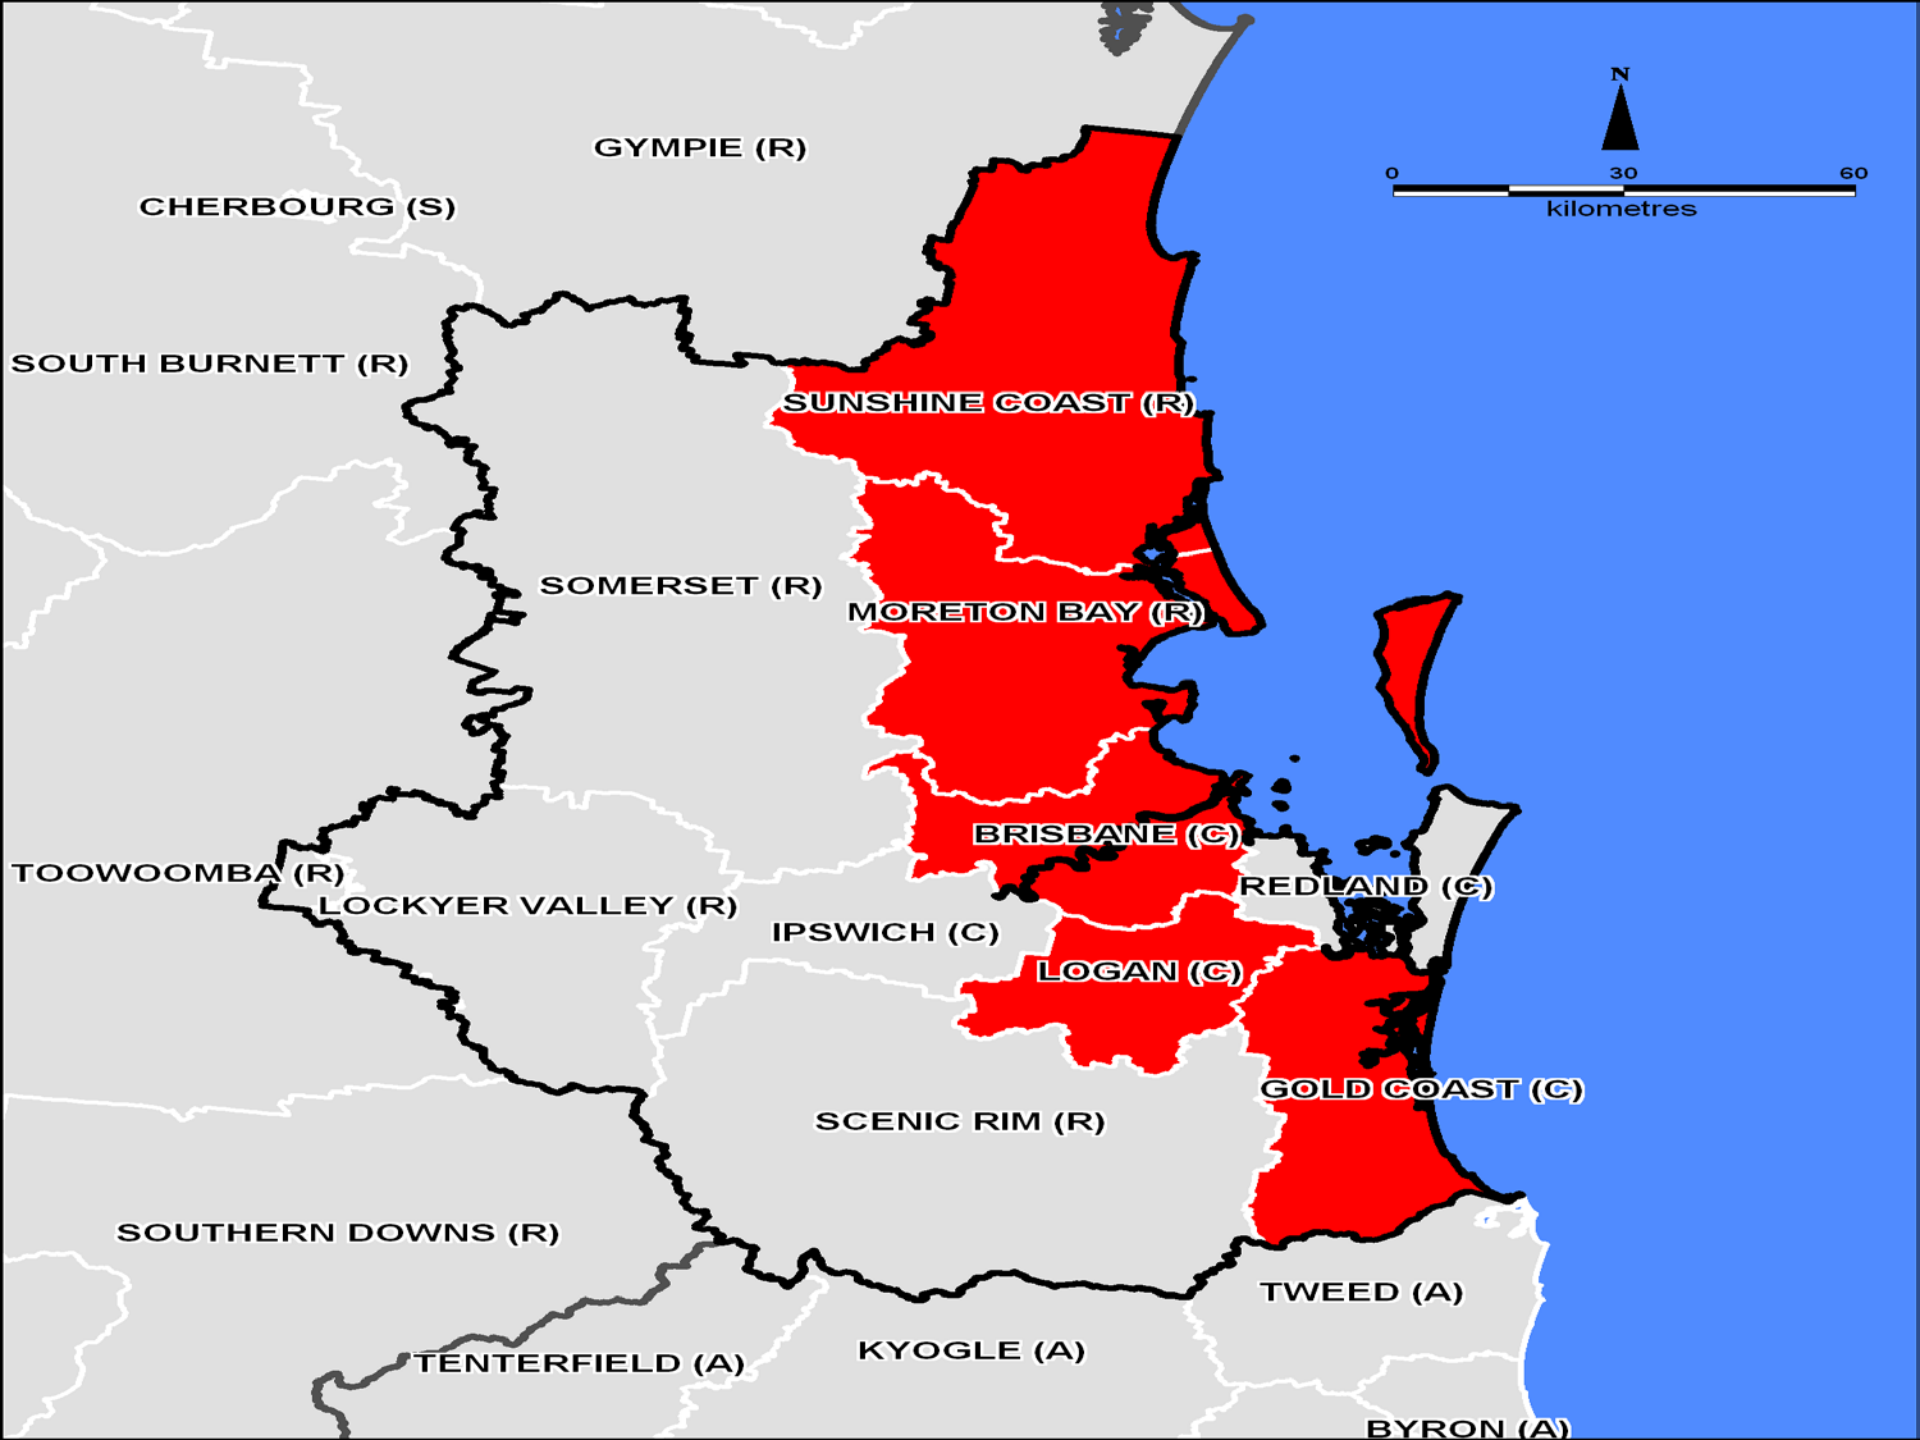 N
0 30 60
kilometres
GYMPIE (R)
CHERBOURG (S)
SOUTH BURNETT (R)
SUNSHINE COAST (R)
SOMERSET (R)
MORETON BAY (R)
BRISBANE (C)
TOOWOOMBA (R)
REDLAND (C)
LOCKYER VALLEY (R)
IPSWICH (C)
LOGAN (C)
GOLD COAST (C)
SCENIC RIM (R)
SOUTHERN DOWNS (R)
TWEED (A)
KYOGLE (A)
TENTERFIELD (A)
BYRON (A)